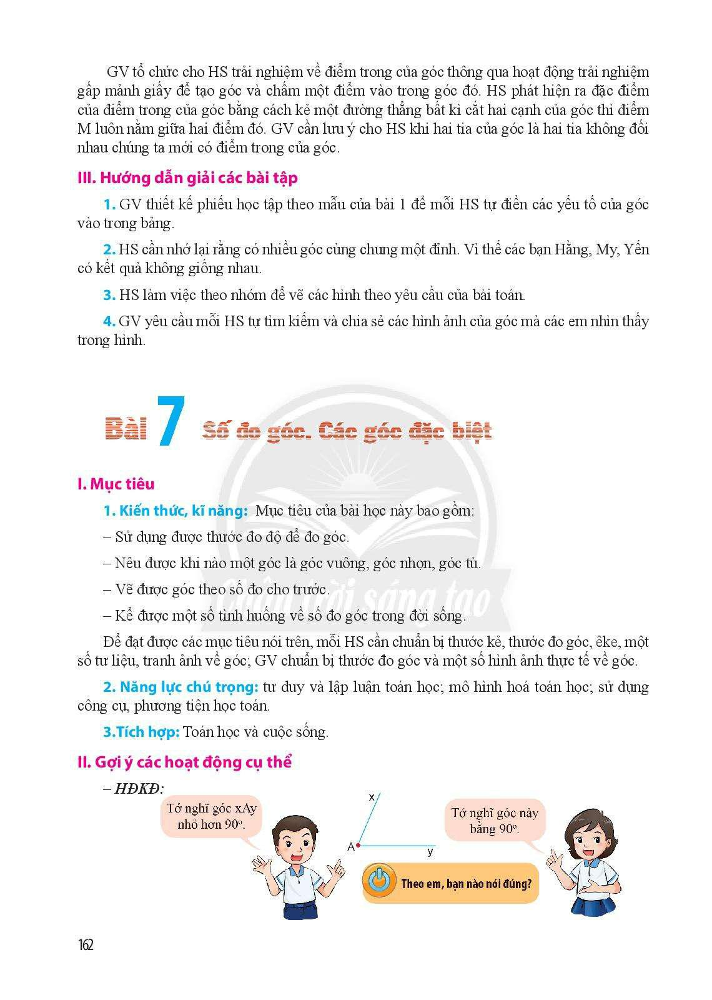 GV tổ chức cho HS trải nghiệm về điểm trong của góc thông qua hoạt động trải nghiệm
gấp mảnh giấy để tạo góc và chấm một điểm vào trong góc đó. HS phát hiện ra đặc điểm
của điểm trong của góc bằng cách kẻ một đường thẳng bất kì cắt hai cạnh của góc thì điểm
M luôn nằm giữa hai điểm đó. GV cần lưu ý cho HS khi hai tia của góc là hai tia không đối
nhau chúng ta mới có điểm trong của góc.
III. Hướng dẫn giải các bài tập
1. GV thiết kế phiếu học tập theo mẫu của bài 1 để mỗi HS tự điền các yếu tố của góc
vào trong bảng.
2. HS cần nhớ lại rằng có nhiều góc cùng chung một đỉnh. Vì thế các bạn Hằng, My, Yến
có kết quả không giống nhau.
3. HS làm việc theo nhóm để vẽ các hình theo yêu cầu của bài toán.
4. GV yêu cầu mỗi HS tự tìm kiếm và chia sẻ các hình ảnh của góc mà các em nhìn thấy
trong hình.
Bài 7 Số đo góc. Các góc đặc biệt
I. Mục tiêu
1. Kiến thức, kĩ năng: Mục tiêu của bài học này bao gồm:
– Sử dụng được thước đo độ để đo góc.
– Nêu được khi nào một góc là góc vuông, góc nhọn, góc tù.
– Vẽ được góc theo số đo cho trước.
Chân trời sáng tạo
– Kể được một số tình huống về số đo góc trong đời sống.
Để đạt được các mục tiêu nói trên, mỗi HS cần chuẩn bị thước kẻ, thước đo góc, êke, một
số tư liệu, tranh ảnh về góc; GV chuẩn bị thước đo góc và một số hình ảnh thực tế về góc.
2. Năng lực chú trọng: tư duy và lập luận toán học; mô hình hoá toán học; sử dụng
công cụ, phương tiện học toán.
3.Tích hợp: Toán học và cuộc sống.
II. Gợi ý các hoạt động cụ thể
– HĐKĐ:
Tớ nghĩ góc xAy
nhỏ hơn 90º.
x
A
y
Tớ nghĩ góc này
bằng 90º.
Theo em, bạn nào nói đúng?
162